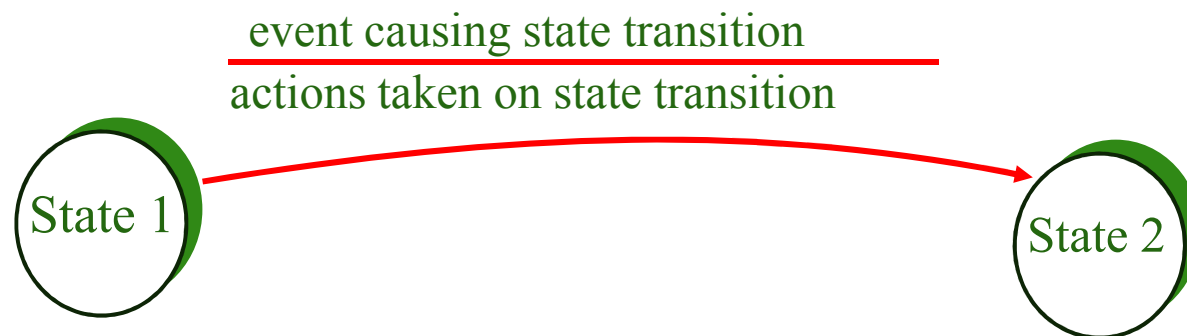 event causing state transition
actions taken on state transition
State 1
State 2